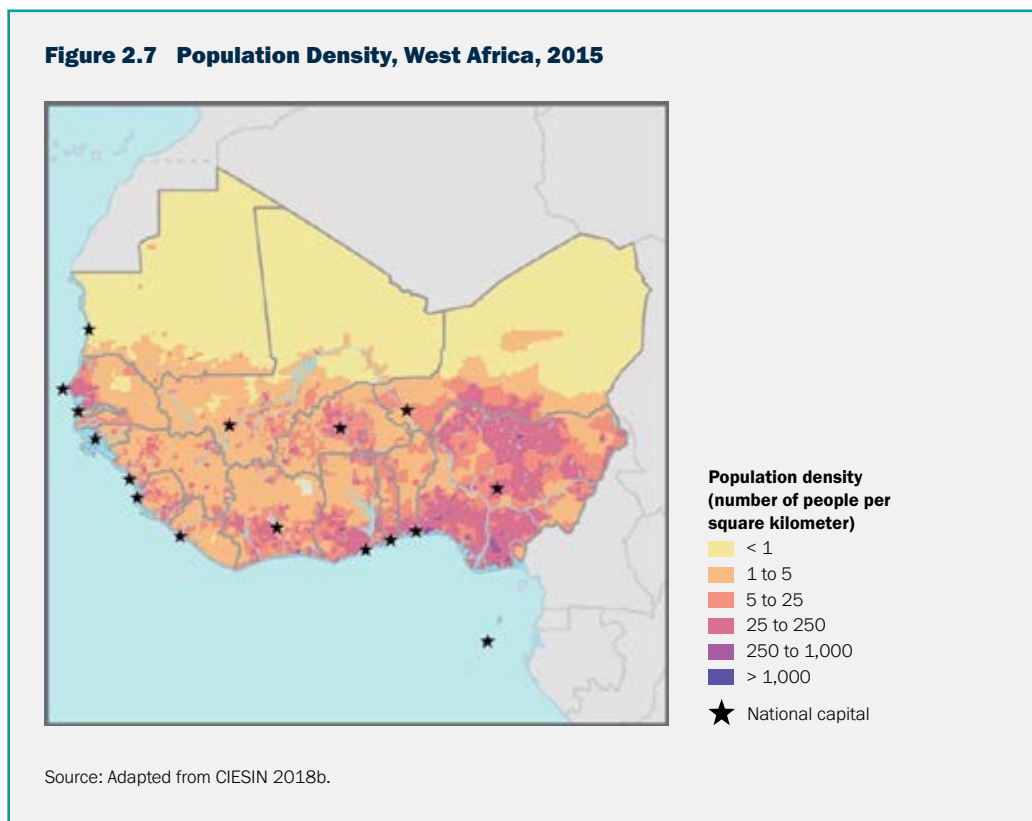 Figure 2.7 Population Density, West Africa, 2015
Population density
(number of people per
square kilometer)
< 1
1 to 5
5 to 25
25 to 250
250 to 1,000
> 1,000
National capital
Source: Adapted from CIESIN 2018b.